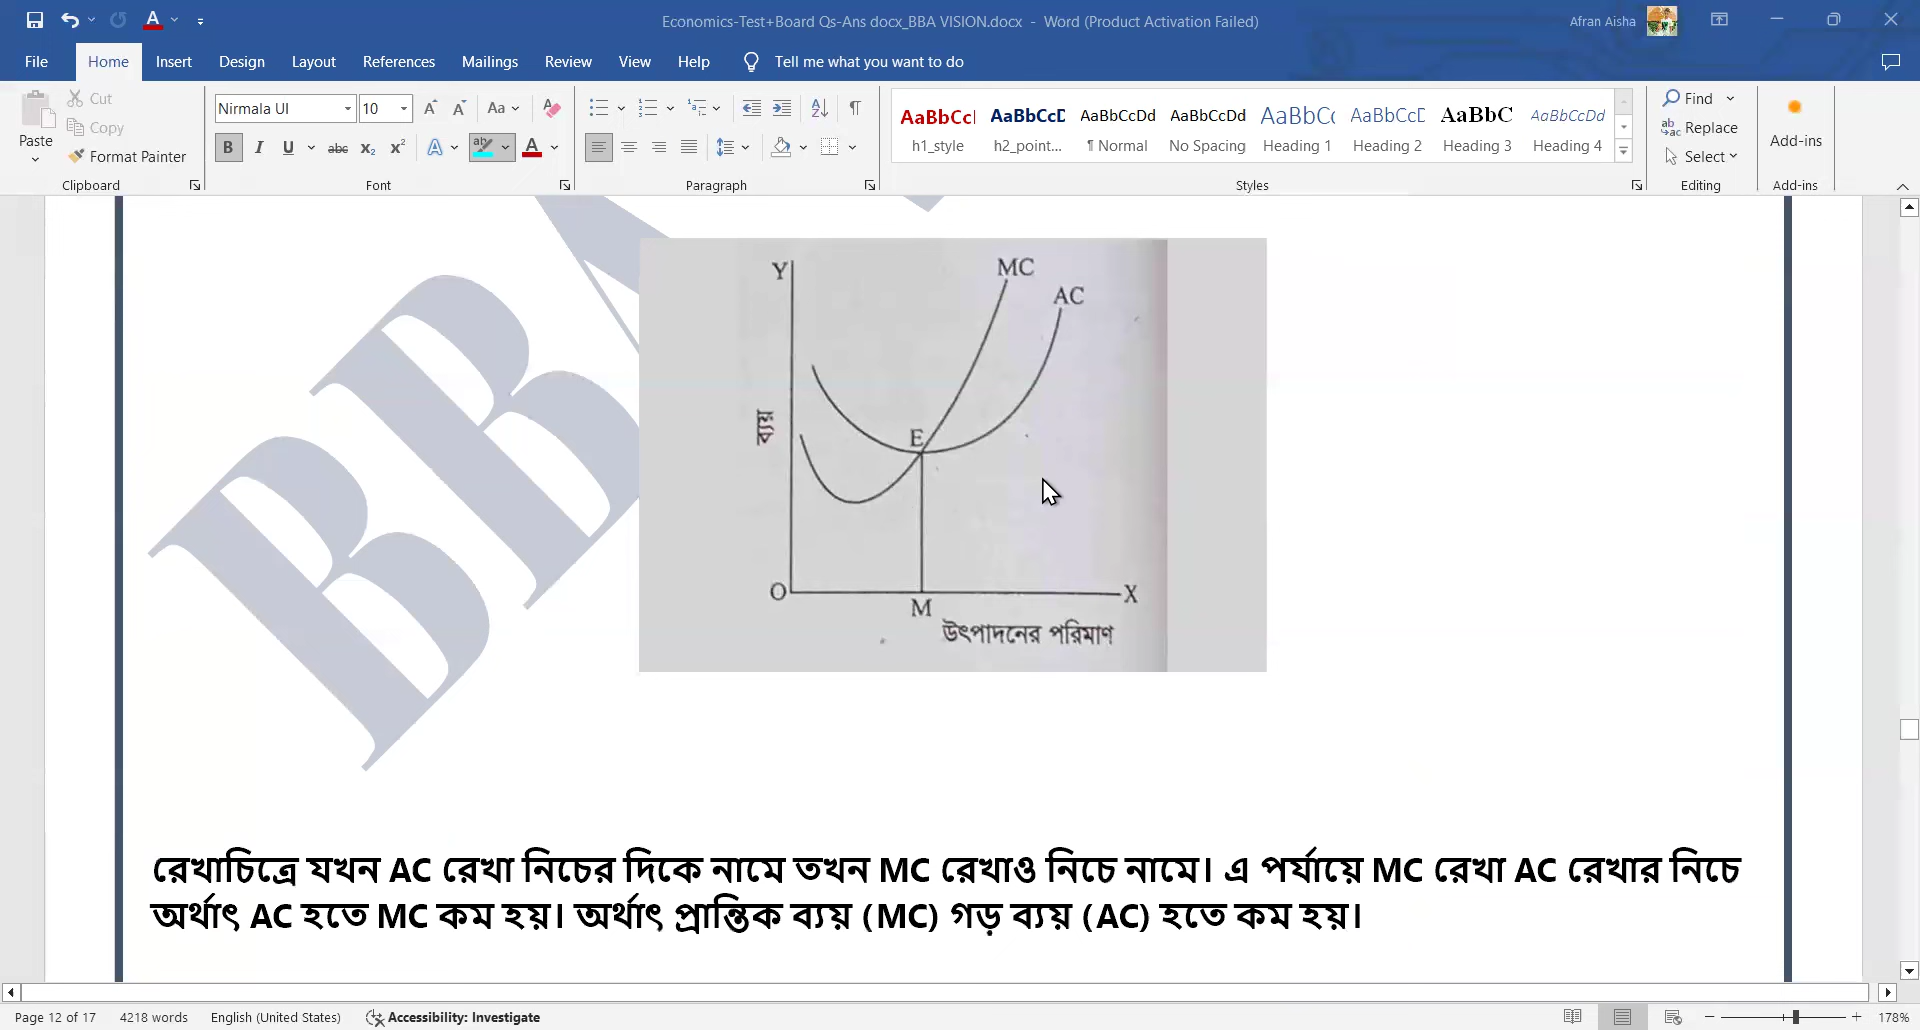 Economics-Test+Board Qs-Ans docx_BBA VISION.docx - Word (Product Activation Failed)
Afran Aisha
File Home Insert Design Layout References Mailings Review View Help Tell me what you want to do
Paste
Cut
Copy
Format Painter
Clipboard
Nirmala UI 10
Font
Paragraph
AaBbCcI AaBbCcD AaBbCcDd AaBbCcDd AaBbCc AaBbCcD AaBbC AaBbCcDd
h1_style h2_point... ¶ Normal No Spacing Heading 1 Heading 2 Heading 3 Heading 4
Styles
Find
Replace
Select
Editing
Add-ins
Add-ins
BBA
Y
MC
AC
ব্যয়
E
O
M
X
উৎপাদনের পরিমাণ
রেখাচিত্রে যখন AC রেখা নিচের দিকে নামে তখন MC রেখাও নিচে নামে। এ পর্যায়ে MC রেখা AC রেখার নিচে
অর্থাৎ AC হতে MC কম হয়। অর্থাৎ প্রান্তিক ব্যয় (MC) গড় ব্যয় (AC) হতে কম হয়।
Page 12 of 17 4218 words English (United States) Accessibility: Investigate 178%